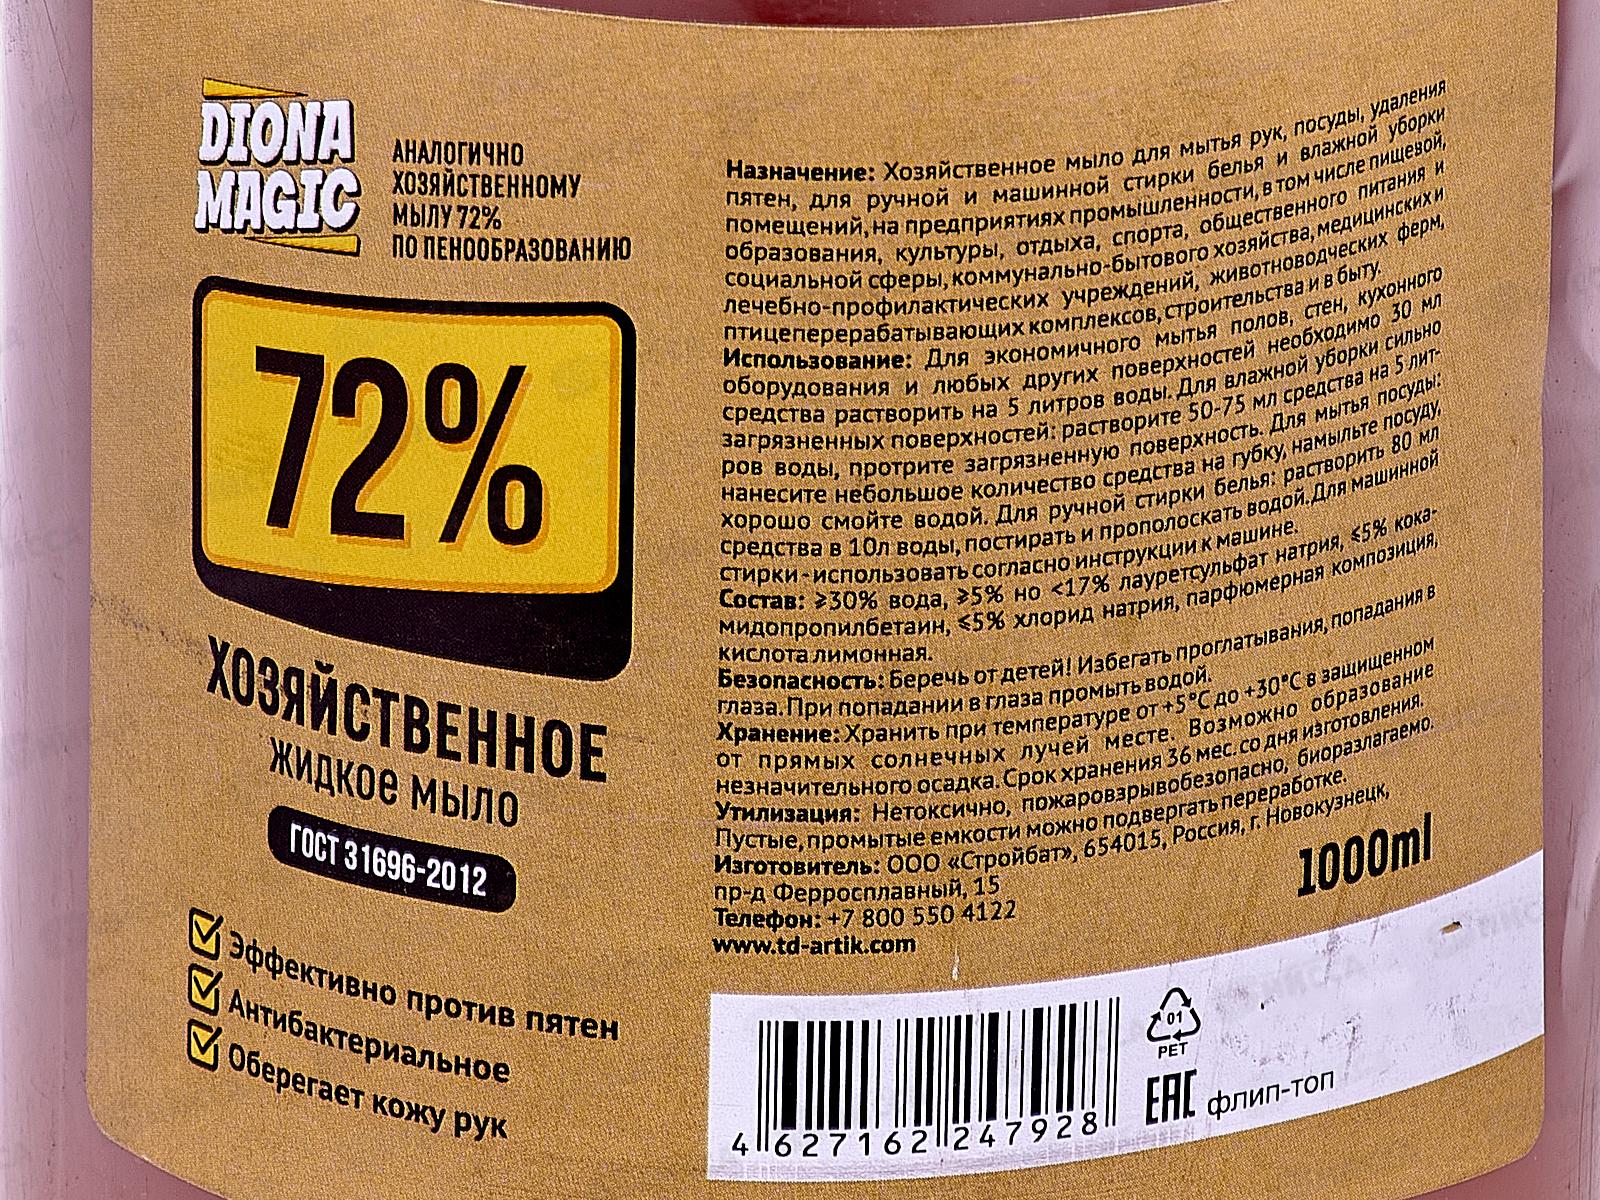 DIONA
MAGIC
АНАЛОГИЧНО
ХОЗЯЙСТВЕННОМУ
МЫЛУ 72%
ПО ПЕНООБРАЗОВАНИЮ
72%
ХОЗЯЙСТВЕННОЕ
ЖИДКОЕ МЫЛО
ГОСТ 31696-2012
Эффективно против пятен
Антибактериальное
Оберегает кожу рук
Назначение: Хозяйственное мыло для мытья рук, посуды, удаления
пятен, для ручной и машинной стирки белья и влажной уборки
помещений, на предприятиях промышленности, в том числе пищевой,
образования, культуры, отдыха, спорта, общественного питания и
социальной сферы, коммунально-бытового хозяйства, медицинских и
лечебно-профилактических учреждений, животноводческих ферм,
птицеперерабатывающих комплексов, строительства и в быту.
Использование: Для экономичного мытья полов, стен, кухонного
оборудования и любых других поверхностей необходимо 30 мл
средства растворить на 5 литров воды. Для влажной уборки сильно
загрязненных поверхностей: растворите 50-75 мл средства на 5 лит-
ров воды, протрите загрязненную поверхность. Для мытья посуды:
нанесите небольшое количество средства на губку, намыльте посуду,
хорошо смойте водой. Для ручной стирки белья: растворить 80 мл
средства в 10л воды, постирать и прополоскать водой. Для машинной
стирки - использовать согласно инструкции к машине.
Состав: ⩾30% вода, ⩾5% но <17% лауретсульфат натрия, ⩽5% кока-
мидопропилбетаин, ⩽5% хлорид натрия, парфюмерная композиция,
кислота лимонная.
Безопасность: Беречь от детей! Избегать проглатывания, попадания в
глаза. При попадании в глаза промыть водой.
Хранение: Хранить при температуре от +5°С до +30°С в защищенном
от прямых солнечных лучей месте. Возможно образование
незначительного осадка. Срок хранения 36 мес. со дня изготовления.
Утилизация: Нетоксично, пожаровзрывобезопасно, биоразлагаемо.
Пустые, промытые емкости можно подвергать переработке.
Изготовитель: ООО «Стройбат», 654015, Россия, г. Новокузнецк,
пр-д Ферросплавный, 15
Телефон: +7 800 550 4122
www.td-artik.com
1000ml
4 627162 247928
01
PET
EAC флип-топ